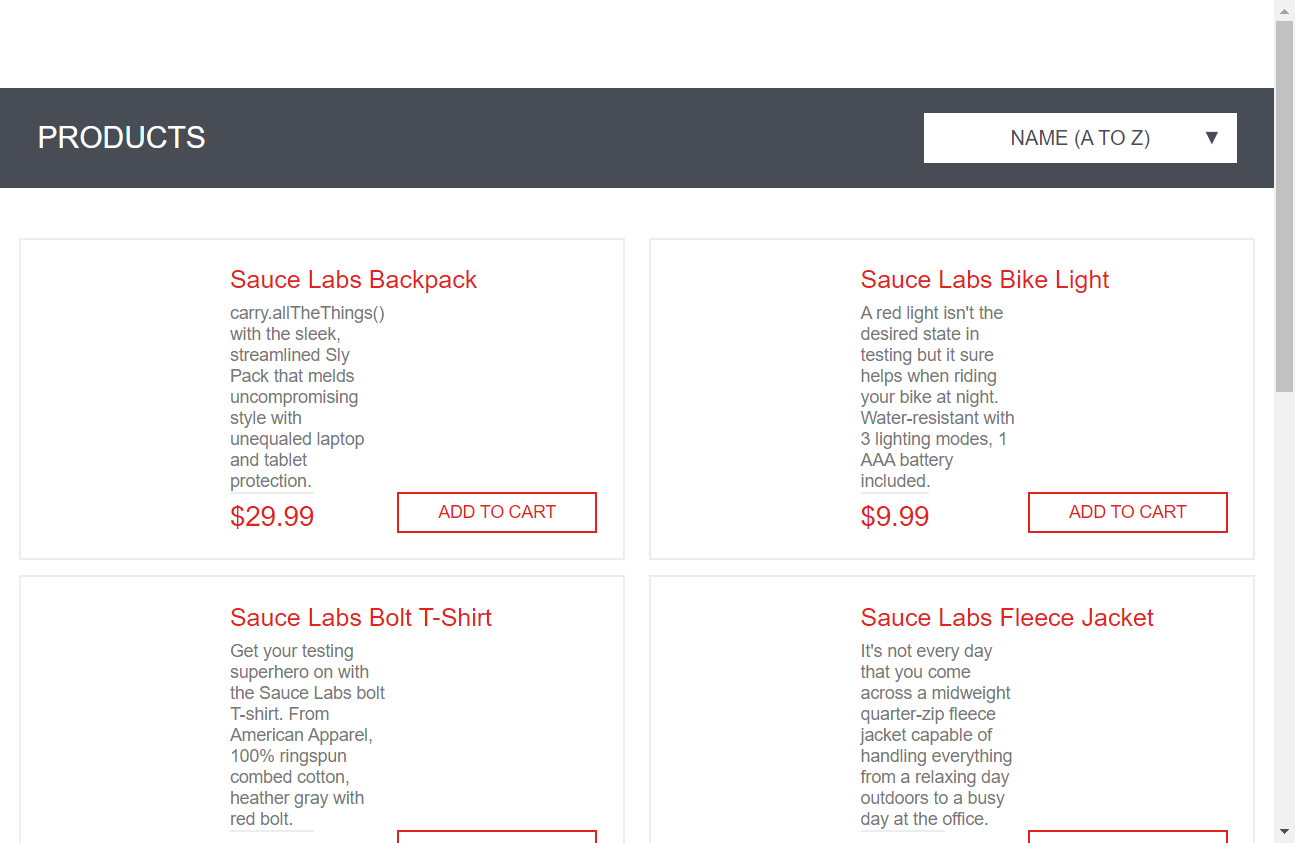 PRODUCTS
NAME (A TO Z)
Sauce Labs Backpack
carry.allTheThings()
with the sleek,
streamlined Sly
Pack that melds
uncompromising
style with
unequaled laptop
and tablet
protection.
$29.99
ADD TO CART
Sauce Labs Bike Light
A red light isn't the
desired state in
testing but it sure
helps when riding
your bike at night.
Water-resistant with
3 lighting modes, 1
AAA battery
included.
$9.99
ADD TO CART
Sauce Labs Bolt T-Shirt
Get your testing
superhero on with
the Sauce Labs bolt
T-shirt. From
American Apparel,
100% ringspun
combed cotton,
heather gray with
red bolt.
Sauce Labs Fleece Jacket
It's not every day
that you come
across a midweight
quarter-zip fleece
jacket capable of
handling everything
from a relaxing day
outdoors to a busy
day at the office.